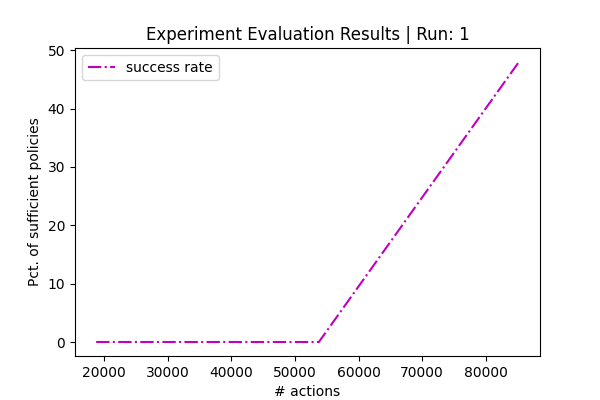 Experiment Evaluation Results | Run: 1
success rate
Pct. of sufficient policies
50
40
30
20
10
0
20000 30000 40000 50000 60000 70000 80000
# actions